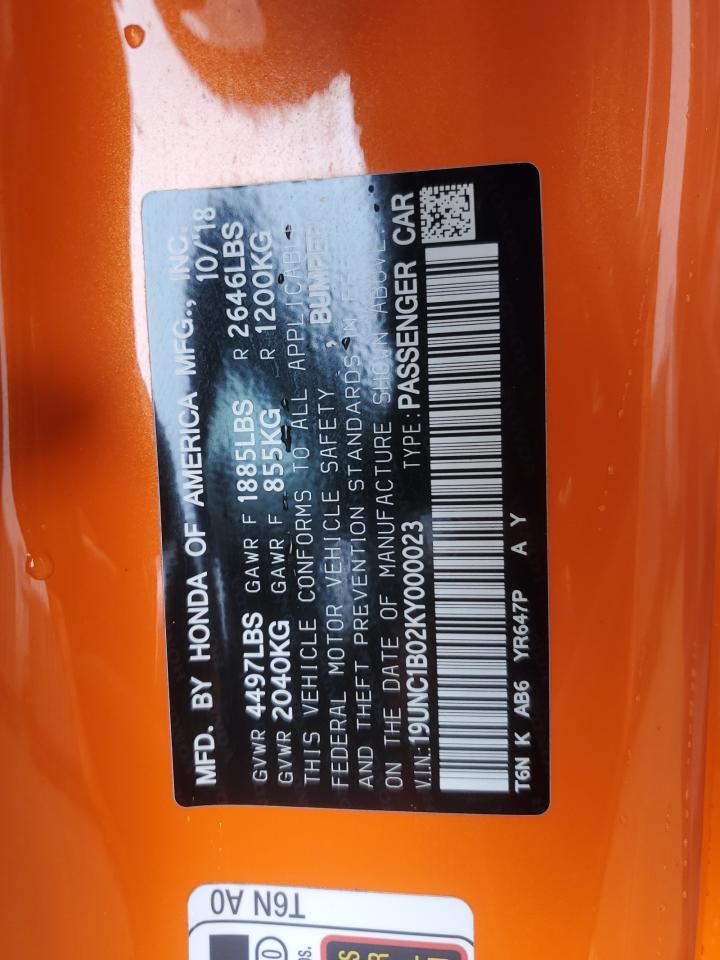 MFD. BY HONDA OF AMERICA MFG., INC. 10/18
GVWR 4497LBS GAWR F 1885LBS R 2646LBS
GVWR 2040KG GAWR F 855KG R 1200KG
THIS VEHICLE CONFORMS TO ALL APPLICABLE
FEDERAL MOTOR VEHICLE SAFETY, BUMPER
AND THEFT PREVENTION STANDARDS IN
ON THE DATE OF MANUFACTURE SHOWN ABOVE.
V.I.N: 19UNC1B02KY000023 TYPE: PASSENGER CAR
T6N K AB6 YR647P A Y
T6N A0